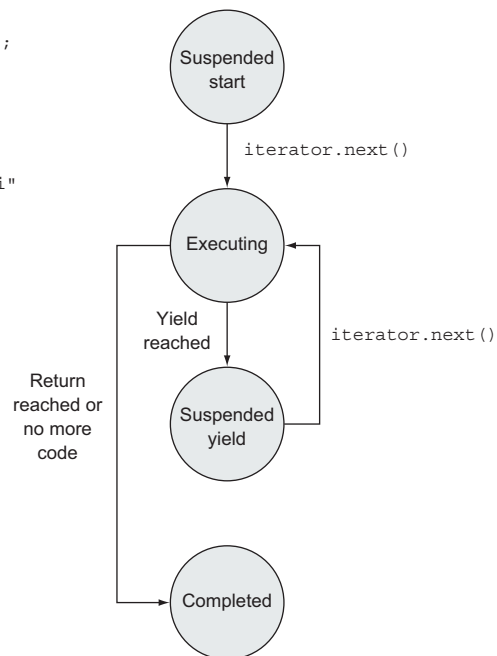 ;
Suspended
start
iterator.next()
i"
Executing
Yield
reached
iterator.next()
Return
reached or
no more
code
Suspended
yield
Completed